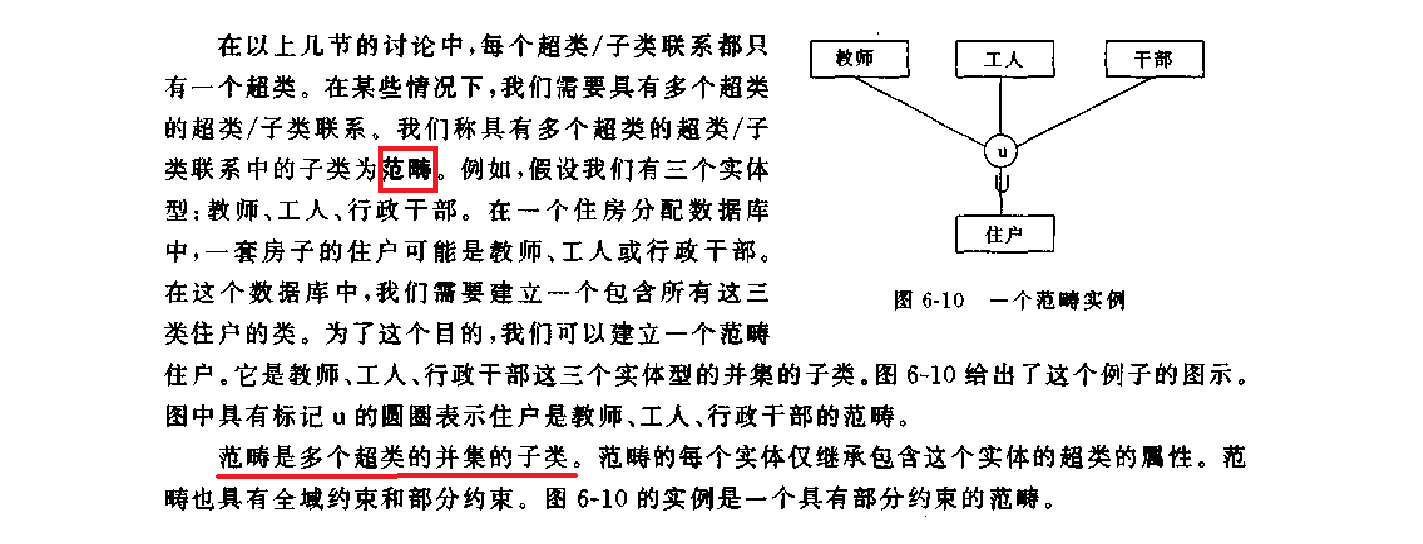 在以上几节的讨论中,每个超类/子类联系都只
有一个超类。在某些情况下,我们需要具有多个超类
的超类/子类联系。我们称具有多个超类的超类/子
类联系中的子类为范畴。例如,假设我们有三个实体
型:教师、工人、行政干部。在一个住房分配数据库
中,一套房子的住户可能是教师、工人或行政干部。
在这个数据库中,我们需要建立一个包含所有这三
类住户的类。为了这个目的,我们可以建立一个范畴
教师
工人
干部
u
U
住户
图 6-10 一个范畴实例
住户。它是教师、工人、行政干部这三个实体型的并集的子类。图 6-10 给出了这个例子的图示。
图中具有标记 u 的圆圈表示住户是教师、工人、行政干部的范畴。
范畴是多个超类的并集的子类。范畴的每个实体仅继承包含这个实体的超类的属性。范
畴也具有全域约束和部分约束。图 6-10 的实例是一个具有部分约束的范畴。